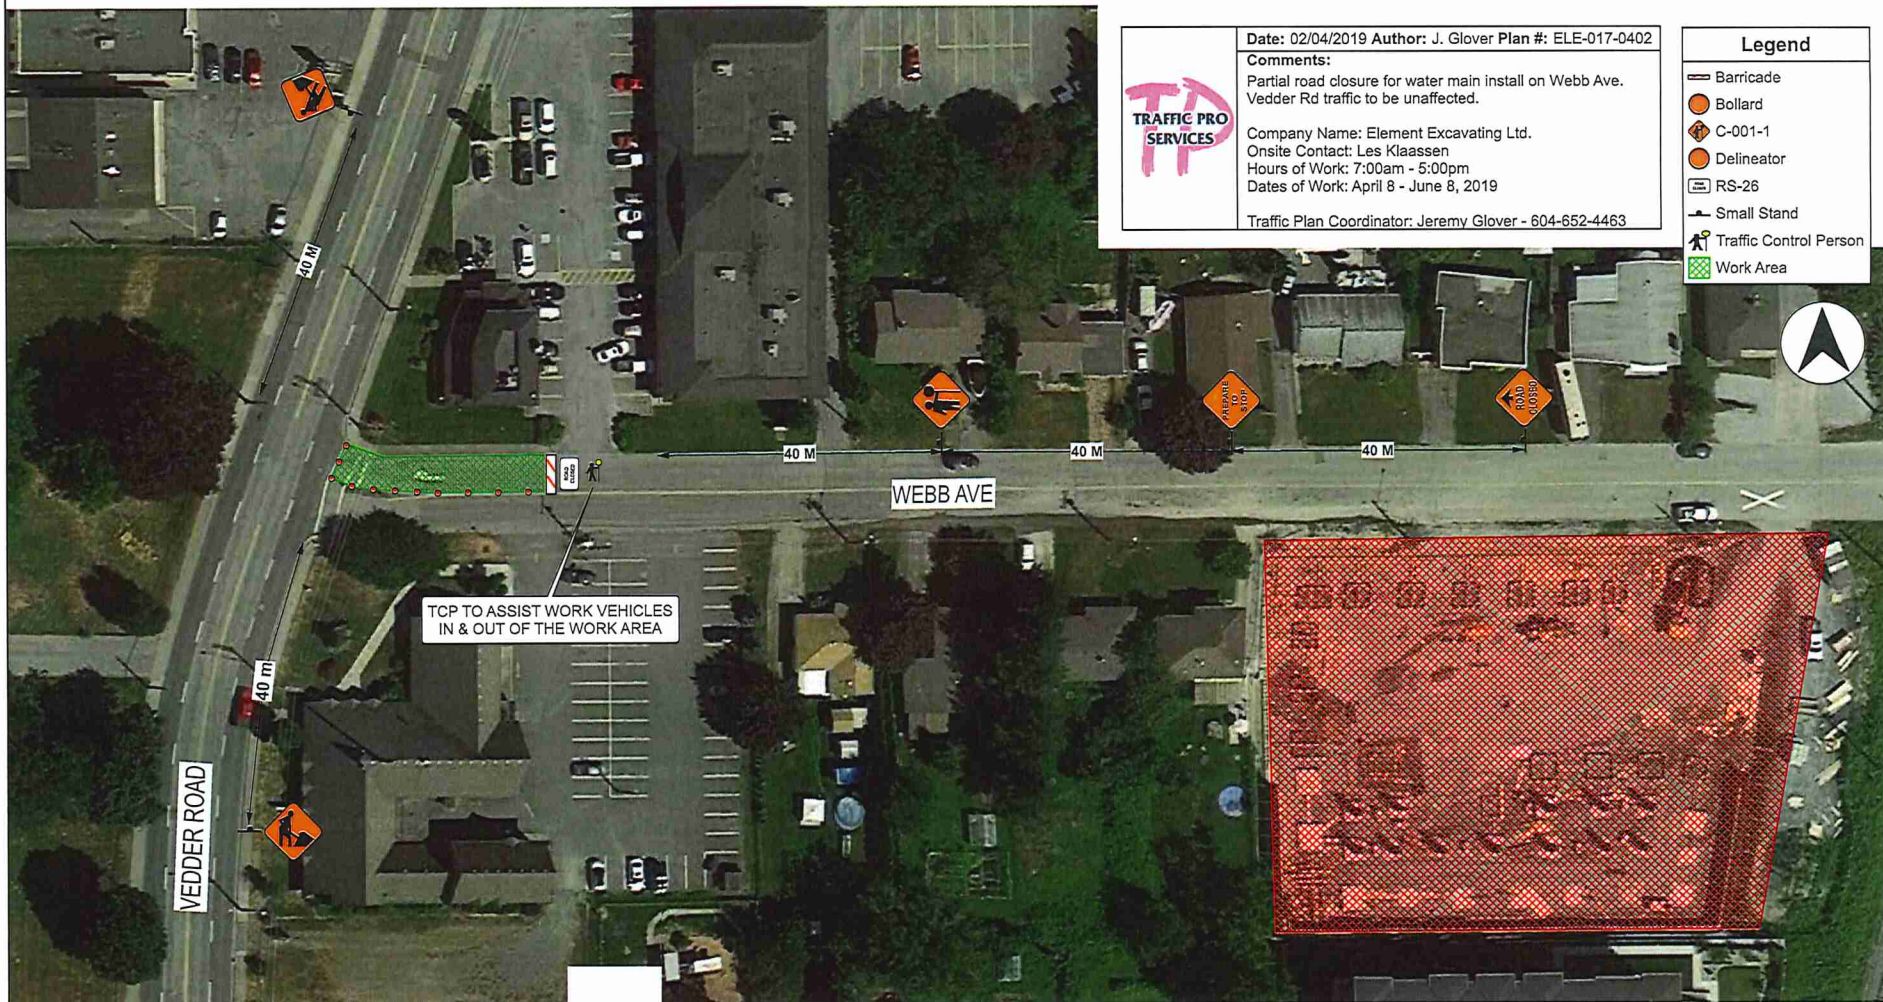 Date: 02/04/2019 Author: J. Glover Plan #: ELE-017-0402
Comments:
Partial road closure for water main install on Webb Ave.
Vedder Rd traffic to be unaffected.
Company Name: Element Excavating Ltd.
Onsite Contact: Les Klaassen
Hours of Work: 7:00am - 5:00pm
Dates of Work: April 8 - June 8, 2019
Traffic Plan Coordinator: Jeremy Glover - 604-652-4463
TRAFFIC PRO
SERVICES
Legend
Barricade
Bollard
C-001-1
Delineator
RS-26
Small Stand
Traffic Control Person
Work Area
40 M
PREPARE
TO
STOP
ROAD
CLOSED
40 M
40 M
40 M
ROAD
CLOSED
WEBB AVE
TCP TO ASSIST WORK VEHICLES
IN & OUT OF THE WORK AREA
40 m
VEDDER ROAD